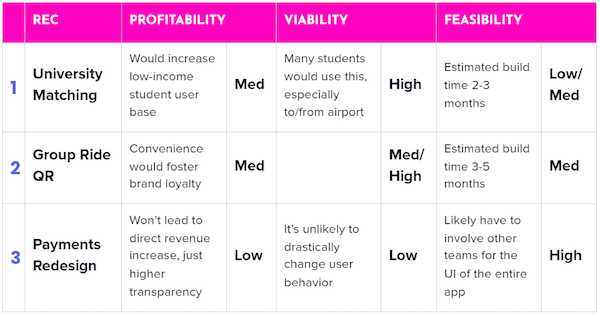 REC PROFITABILITY VIABILITY FEASIBILITY
1
University
Matching
Would increase
low-income
student user
base
Med
Many students
would use this,
especially
to/from airport
High
Estimated build
time 2-3
months
Low/
Med
2
Group Ride
QR
Convenience
would foster
brand loyalty
Med
Med/
High
Estimated build
time 3-5
months
Med
3
Payments
Redesign
Won't lead to
direct revenue
increase, just
higher
transparency
Low
It's unlikely to
drastically
change user
behavior
Low
Likely have to
involve other
teams for the
UI of the entire
app
High